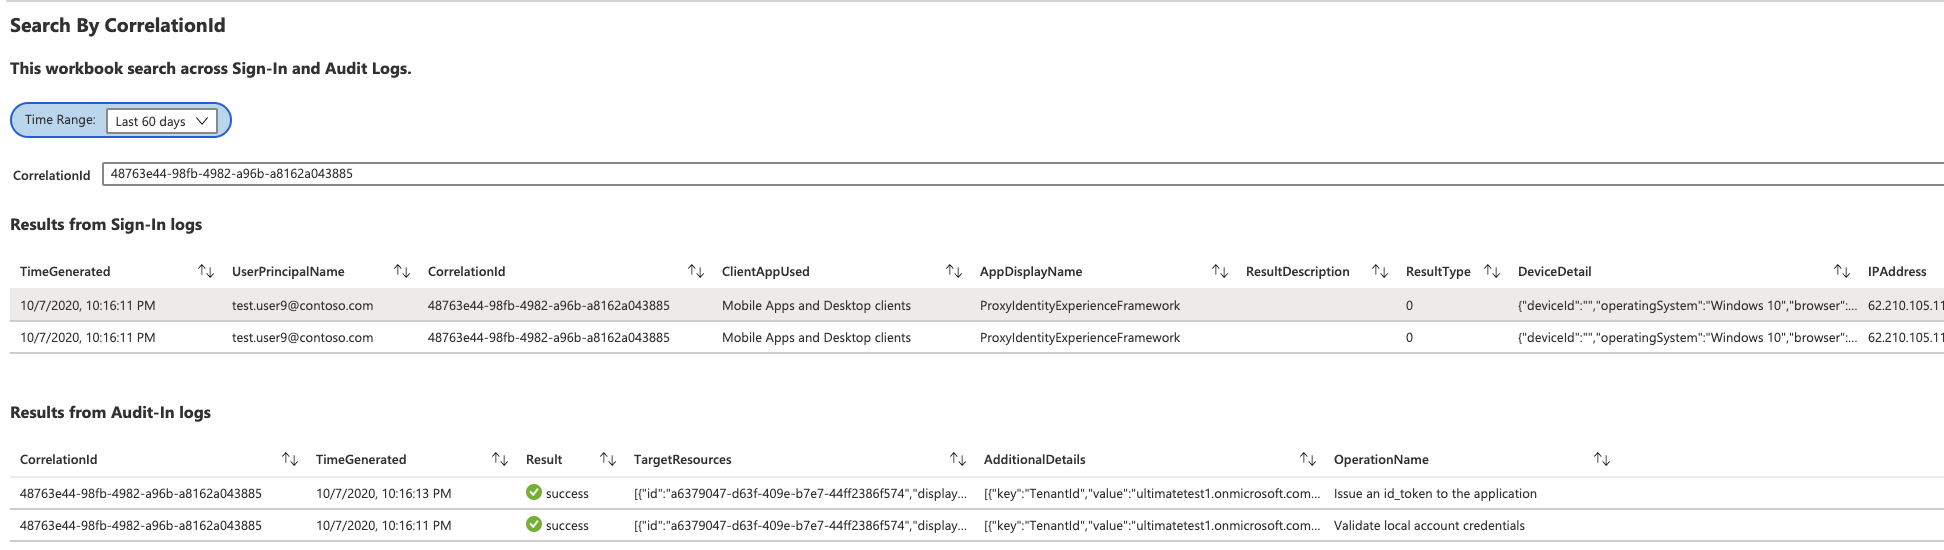 Search By CorrelationId
This workbook search across Sign-In and Audit Logs.
Time Range: Last 60 days
CorrelationId 48763e44-98fb-4982-a96b-a8162a043885
Results from Sign-In logs
TimeGenerated UserPrincipalName CorrelationId ClientAppUsed AppDisplayName ResultDescription ResultType DeviceDetail IPAddress
10/7/2020, 10:16:11 PM test.user9@contoso.com 48763e44-98fb-4982-a96b-a8162a043885 Mobile Apps and Desktop clients ProxyIdentityExperienceFramework 0 {"deviceId":"","operatingSystem":"Windows 10","browser":... 62.210.105.11
10/7/2020, 10:16:11 PM test.user9@contoso.com 48763e44-98fb-4982-a96b-a8162a043885 Mobile Apps and Desktop clients ProxyIdentityExperienceFramework 0 {"deviceId":"","operatingSystem":"Windows 10","browser":... 62.210.105.11
Results from Audit-In logs
CorrelationId TimeGenerated Result TargetResources AdditionalDetails OperationName
48763e44-98fb-4982-a96b-a8162a043885 10/7/2020, 10:16:13 PM success [{"id":"a6379047-d63f-409e-b7e7-44ff2386f574","display... [{"key":"TenantId","value":"ultimatetest1.onmicrosoft.com... Issue an id_token to the application
48763e44-98fb-4982-a96b-a8162a043885 10/7/2020, 10:16:11 PM success [{"id":"a6379047-d63f-409e-b7e7-44ff2386f574","display... [{"key":"TenantId","value":"ultimatetest1.onmicrosoft.com... Validate local account credentials